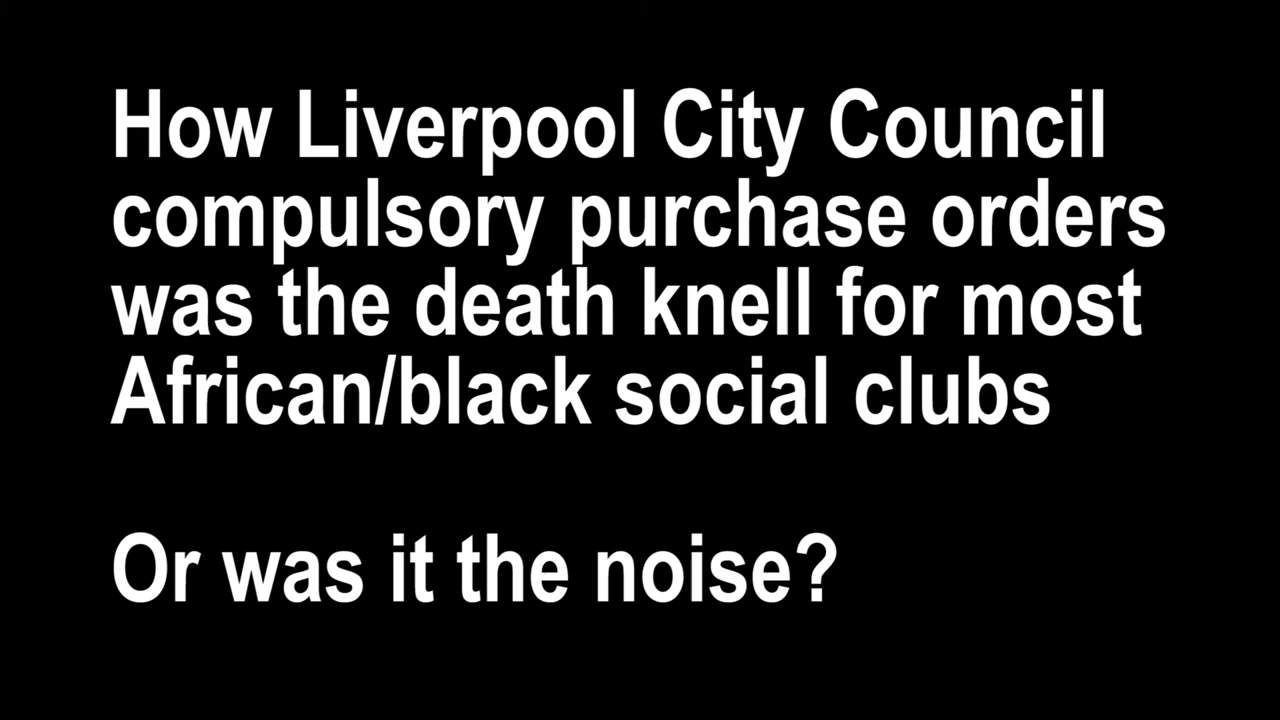 How Liverpool City Council
compulsory purchase orders
was the death knell for most
African/black social clubs
Or was it the noise?